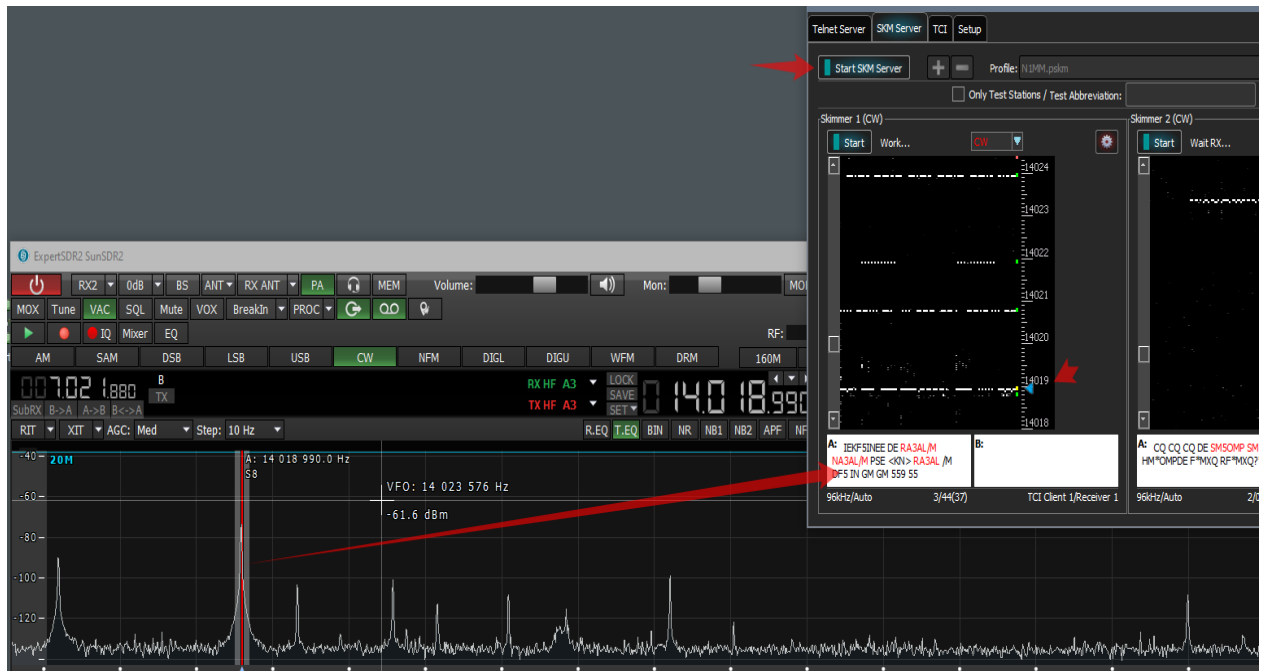 Telnet Server SKM Server TCI Setup
Start SKM Server + - Profile: N1MM.pskm
Only Test Stations / Test Abbreviation:
Skimmer 1 (CW) Skimmer 2 (CW)
Start Work... CW Start Wait RX...
14024
14023
14022
14021
14020
14019
14018
A: IEKF5INEE DE RA3AL/M
NA3AL/M PSE <KN> RA3AL /M
DF5 IN GM GM 559 55
B:
A: CQ CQ CQ DE SM5OMP SM
HM*OMPDE F*MXQ RF*MXQ?
96kHz/Auto 3/44(37) TCI Client 1/Receiver 1 96kHz/Auto
ExpertSDR2 SunSDR2
RX2 0dB BS ANT RX ANT PA MEM Volume: Mon:
MOX Tune VAC SQL Mute VOX BreakIn PROC
IQ Mixer EQ RF:
AM SAM DSB LSB USB CW NFM DIGL DIGU WFM DRM 160M
007.021.880 B TX RX HF A3 LOCK 014.018.990
SubRX B->A A->B B<->A TX HF A3 SAVE SET
RIT XIT AGC: Med Step: 10 Hz R.EQ T.EQ BIN NR NB1 NB2 APF NF
-40 20M A: 14 018 990.0 Hz
S8
VFO: 14 023 576 Hz
-60
-61.6 dBm
-80
-100
-120